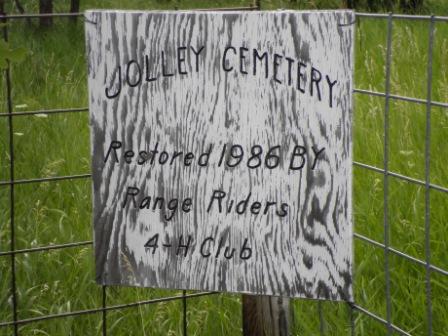 JOLLEY CEMETERY
Restored 1986 BY
Range Riders
4-H Club